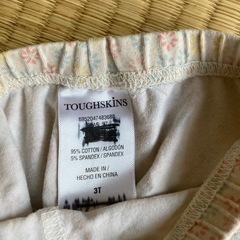 TOUGHSKINS
95% COTTON / ALGODÓN
5% SPANDEX / SPANDEX
MADE IN /
HECHO EN CHINA
3T